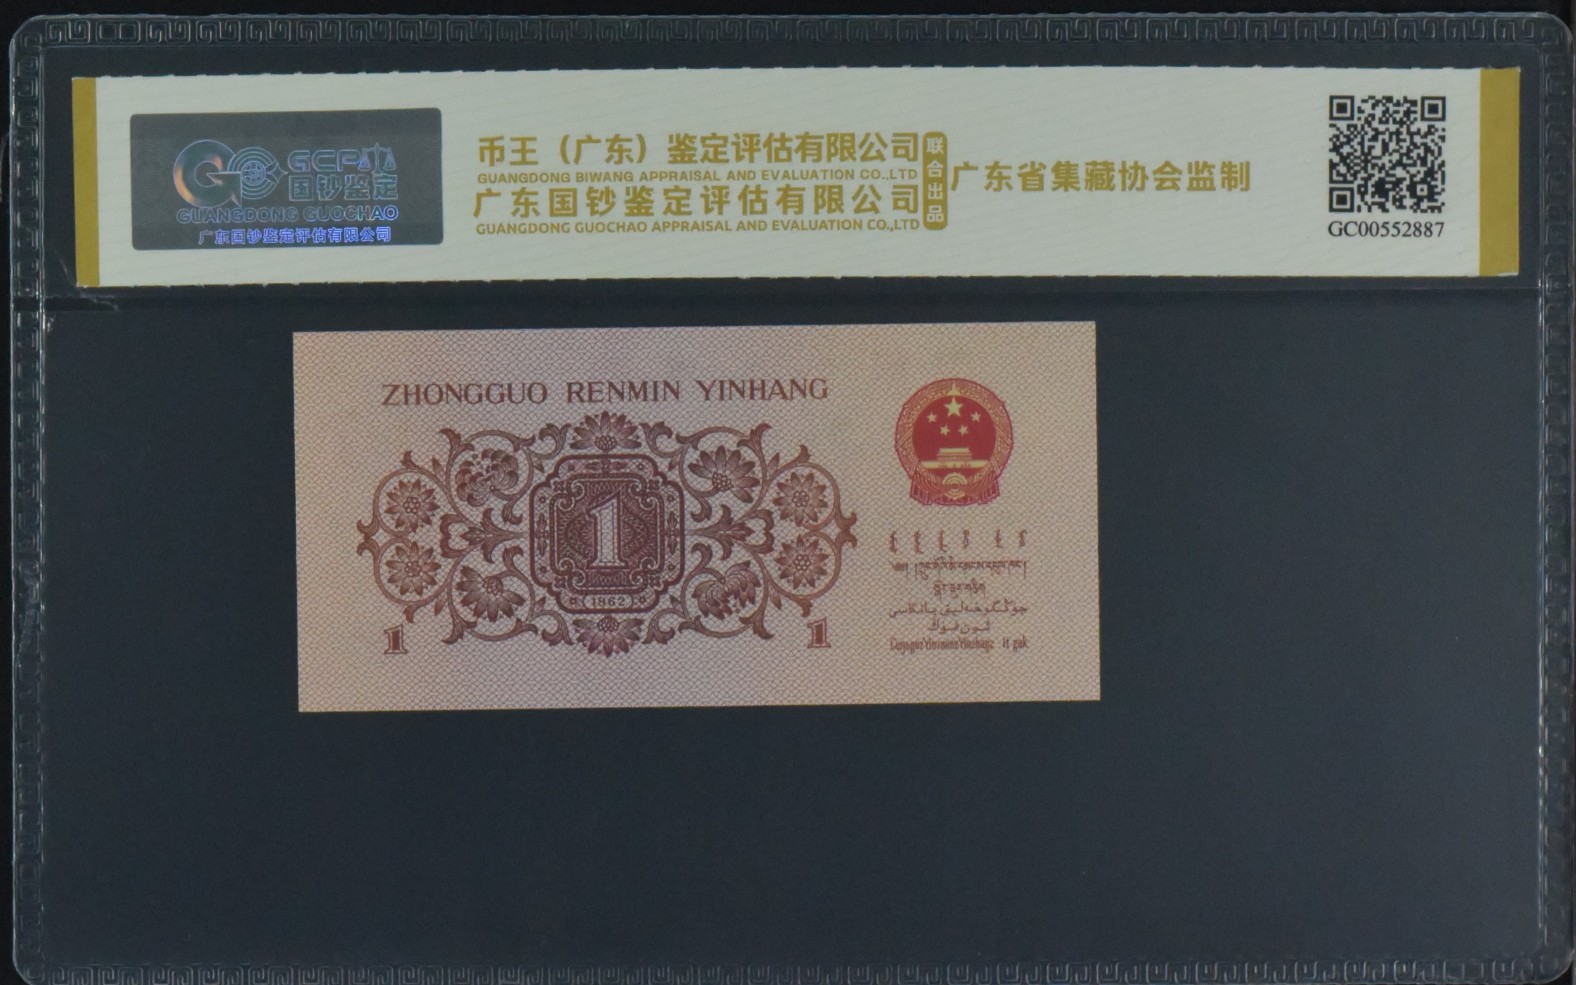 GCFA
国钞鉴定
GUANGDONG GUOCHAO
广东国钞鉴定评估有限公司
币王（广东）鉴定评估有限公司
GUANGDONG BIWANG APPRAISAL AND EVALUATION CO.,LTD
广东国钞鉴定评估有限公司
GUANGDONG GUOCHAO APPRAISAL AND EVALUATION CO.,LTD
联合出品
广东省集藏协会监制
GC00552887
ZHONGGUO RENMIN YINHANG
1
(1962)
1
1
جۇڭگو خەلق بانكىسى